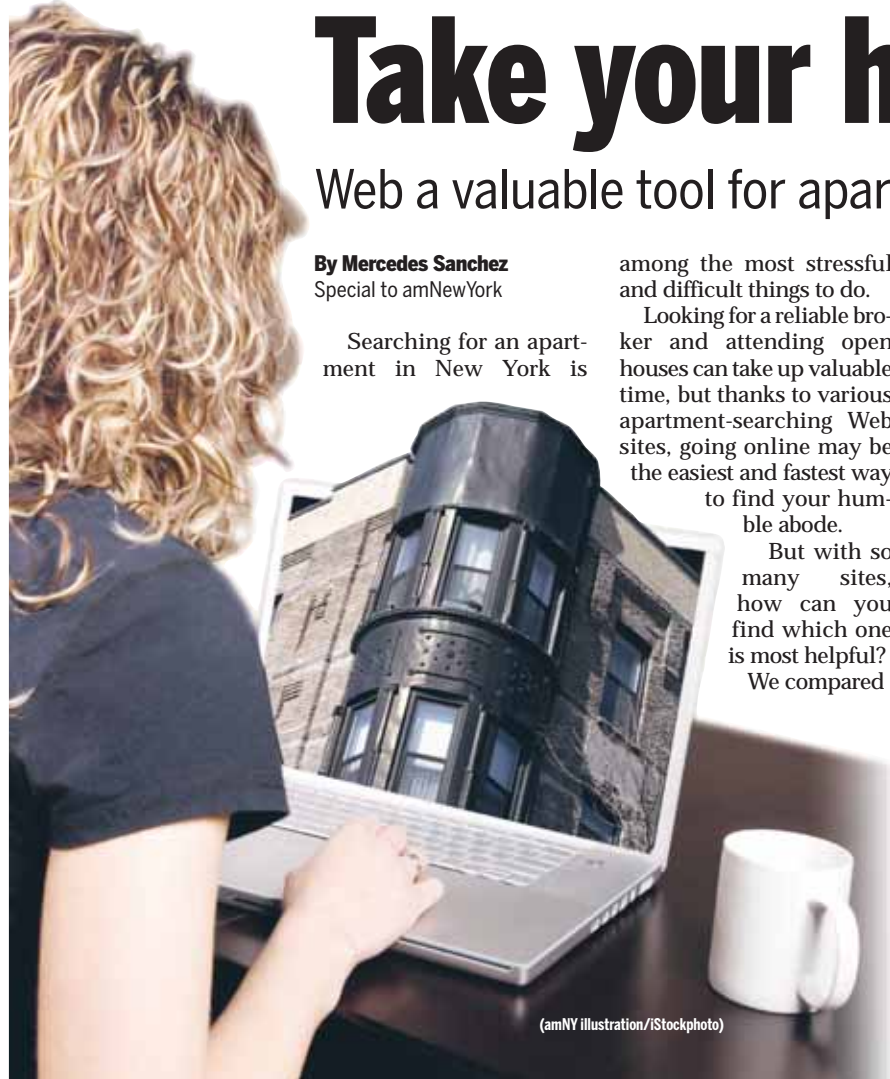 Take your h
Web a valuable tool for apar
By Mercedes Sanchez
Special to amNewYork
Searching for an apart-
ment in New York is
among the most stressful
and difficult things to do.
Looking for a reliable bro-
ker and attending open
houses can take up valuable
time, but thanks to various
apartment-searching Web
sites, going online may be
the easiest and fastest way
to find your hum-
ble abode.
But with so
many sites,
how can you
find which one
is most helpful?
We compared
(amNY illustration/iStockphoto)